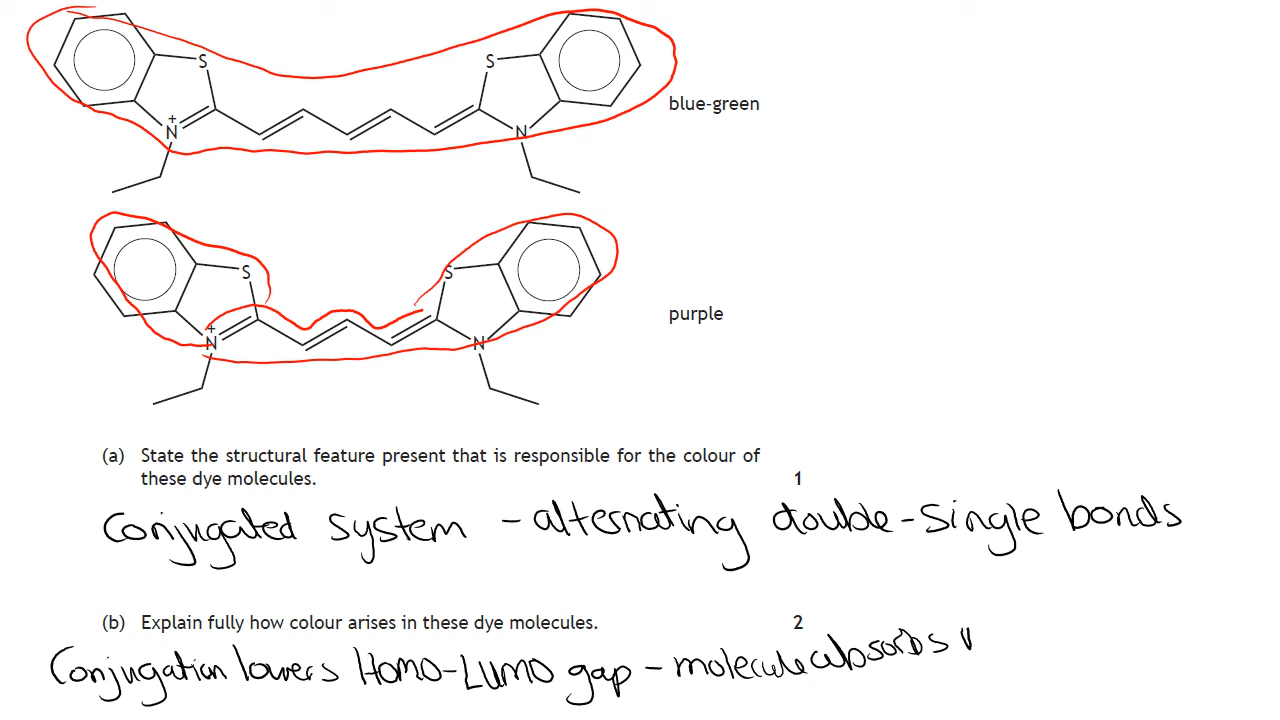 S S
blue-green
+
N N
S S
purple
+
N N
(a) State the structural feature present that is responsible for the colour of
these dye molecules. 1
Conjugated system - alternating double-single bonds
(b) Explain fully how colour arises in these dye molecules. 2
Conjugation lowers HOMO-LUMO gap - molecule absorbs